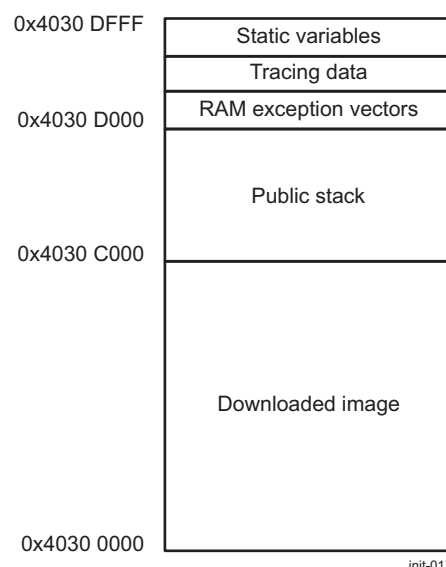 0x4030 DFFF
Static variables
Tracing data
RAM exception vectors
0x4030 D000
Public stack
0x4030 C000
Downloaded image
0x4030 0000